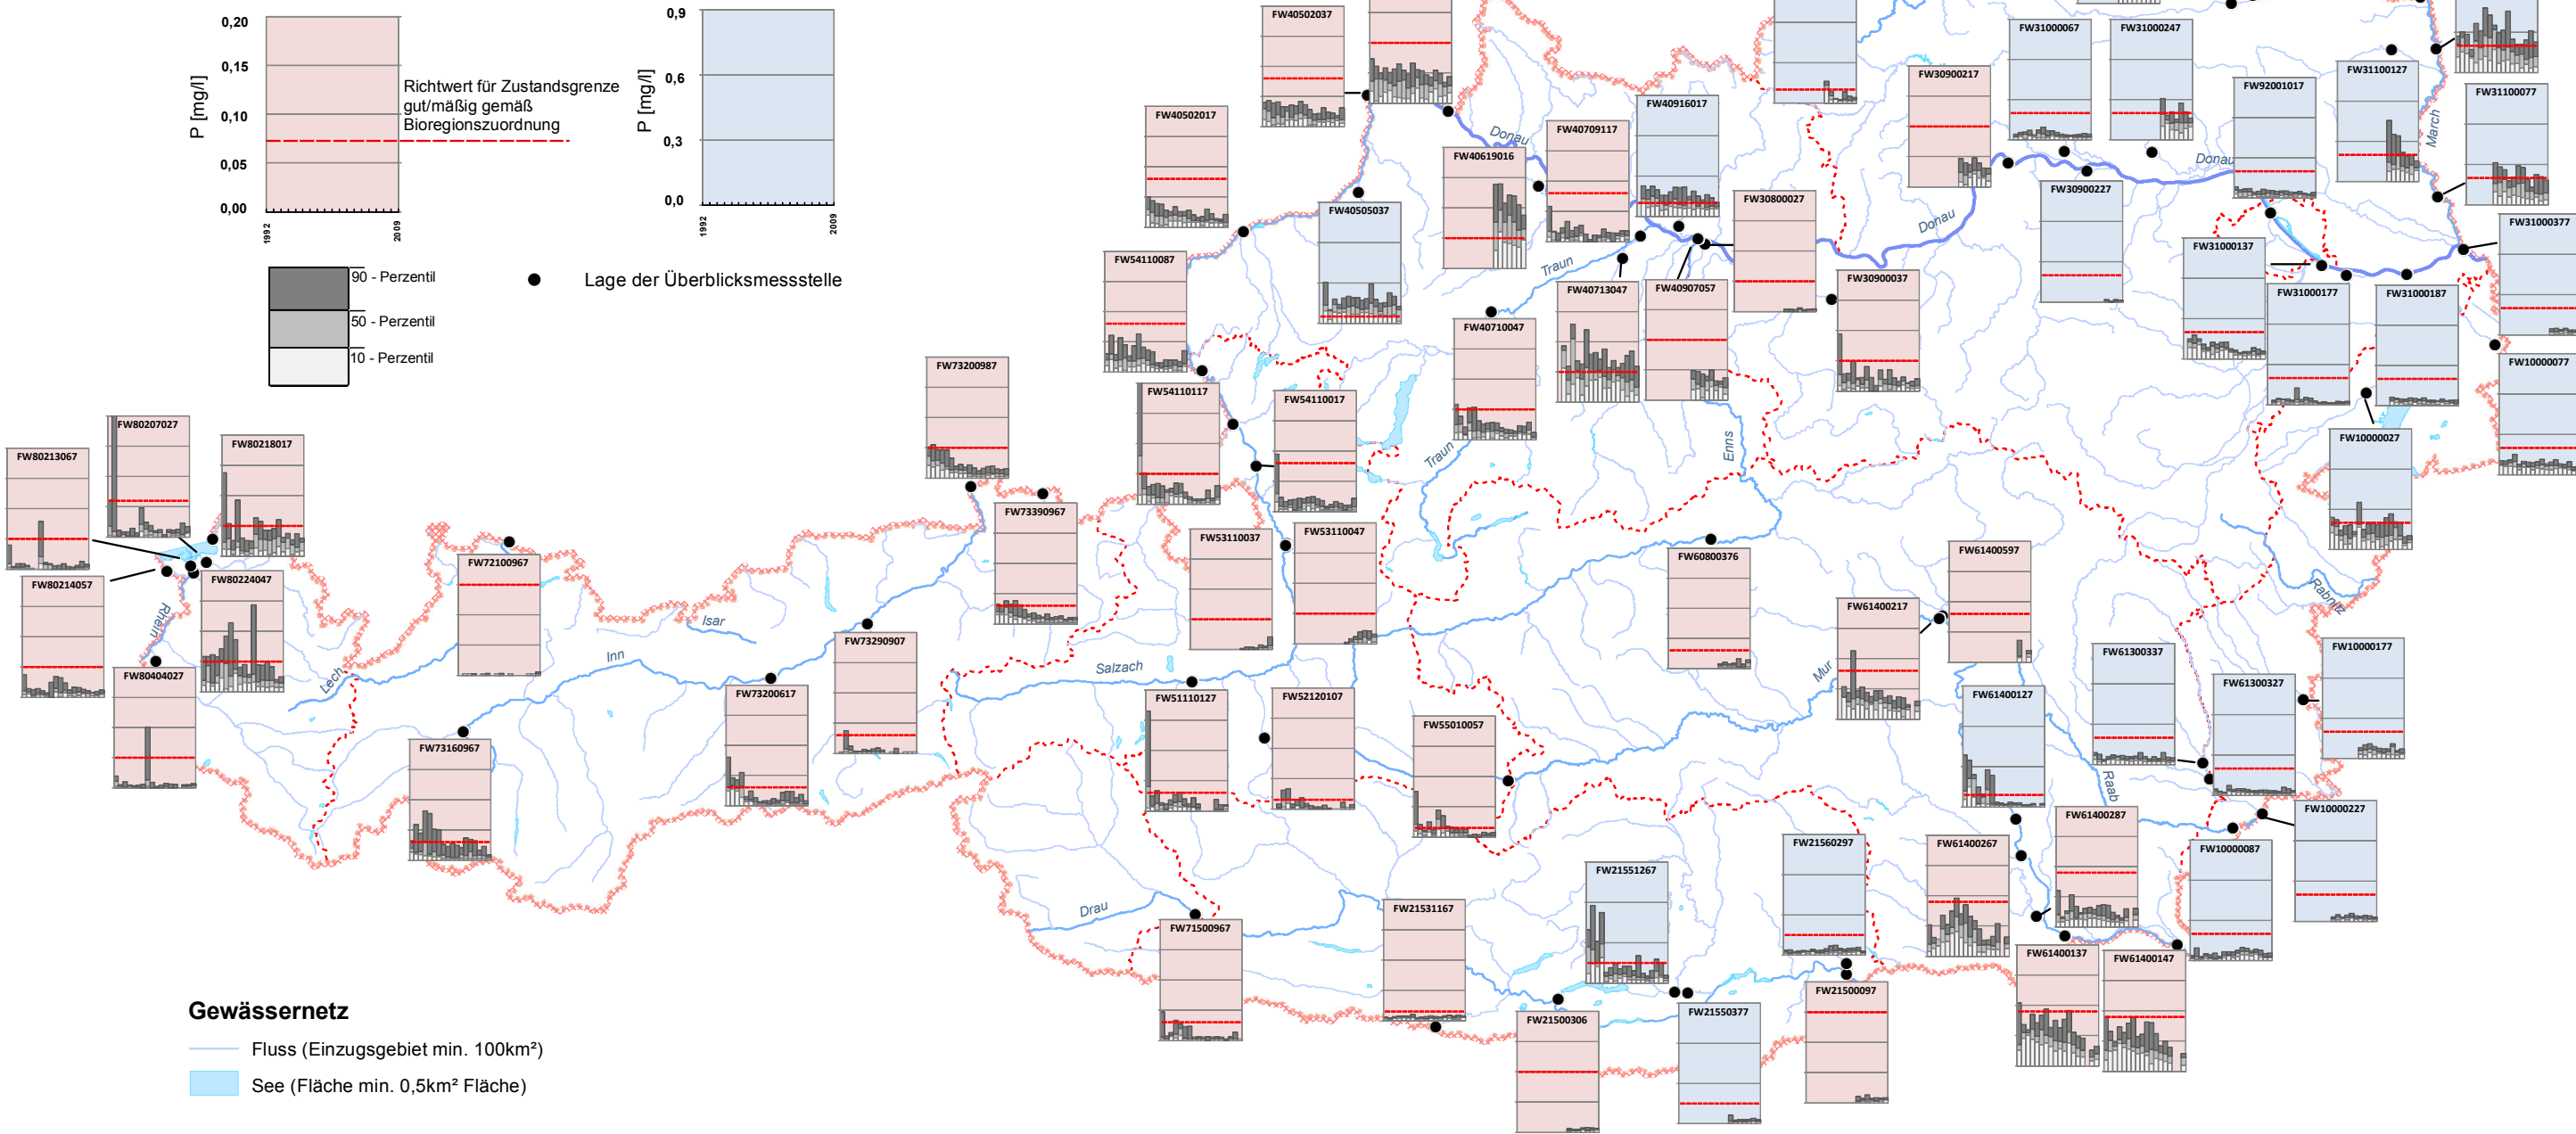 0,20
0,15
0,10
0,05
0,00
P [mg/l]
1992
2009
Richtwert für Zustandsgrenze
gut/mäßig gemäß
Bioregionszuordnung
0,9
0,6
0,3
0,0
P [mg/l]
1992
2009
90 - Perzentil
50 - Perzentil
10 - Perzentil
Lage der Überblicksmessstelle
FW40502037
FW40502017
FW40505037
FW54110087
FW54110117
FW54110017
FW40619016
FW40709117
FW40916017
FW30800027
FW30900217
FW31000067
FW31000247
FW92001017
FW31100127
FW31100077
FW31000377
FW30900227
FW31000137
FW31000177
FW31000187
FW10000077
FW10000027
FW40713047
FW40907057
FW30900037
FW40710047
FW73200987
FW73390967
FW53110037
FW53110047
FW80207027
FW80213067
FW80218017
FW80214057
FW80224047
FW80404027
FW72100967
FW73160967
FW73200617
FW73290907
FW51110127
FW52120107
FW55010057
FW60800376
FW61400597
FW61400217
FW61400127
FW61300337
FW61300327
FW10000177
FW10000227
FW10000087
FW61400287
FW61400267
FW61400137
FW61400147
FW21560297
FW21551267
FW21531167
FW71500967
FW21500306
FW21550377
FW21500097
Donau
Donau
Donau
March
Traun
Traun
Enns
Rhein
Lech
Isar
Inn
Salzach
Mur
Raab
Rabnitz
Drau
Gewässernetz
Fluss (Einzugsgebiet min. 100km²)
See (Fläche min. 0,5km² Fläche)